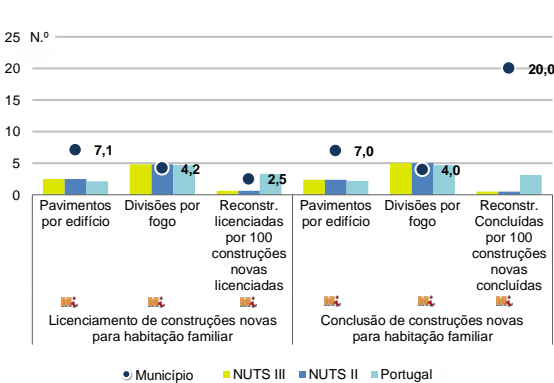 25 N.º
20
15
10
5
0
20,0
7,1
4,2
2,5
7,0
4,0
Pavimentos por edifício
Divisões por fogo
Reconstr. licenciadas por 100 construções novas licenciadas
Pavimentos por edifício
Divisões por fogo
Reconstr. Concluídas por 100 construções novas concluídas
Licenciamento de construções novas para habitação familiar
Conclusão de construções novas para habitação familiar
Município NUTS III NUTS II Portugal